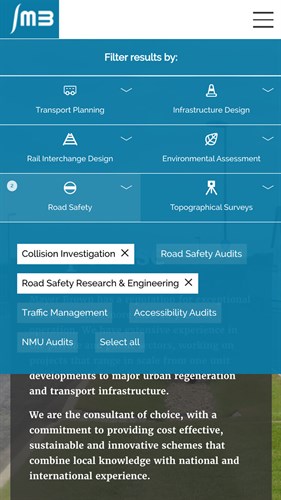 JMB
Filter results by:
Transport Planning
Infrastructure Design
Rail Interchange Design
Environmental Assessment
2
Road Safety
Topographical Surveys
Collision Investigation ×
Road Safety Audits
Road Safety Research & Engineering ×
Traffic Management
Accessibility Audits
NMU Audits
Select all
developments to major urban regeneration
and transport infrastructure.
We are the consultant of choice, with a
commitment to providing cost effective,
sustainable and innovative schemes that
combine local knowledge with national and
international experience.